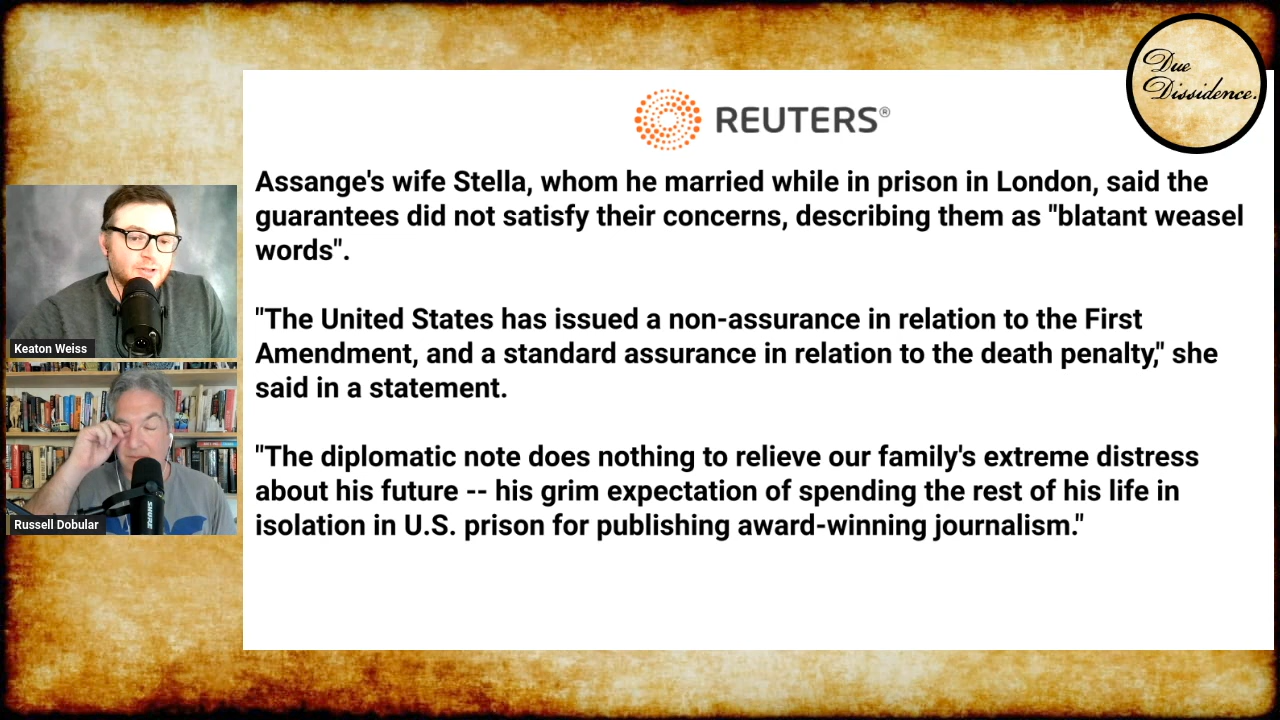 Due
Dissidence.
REUTERS®
Assange's wife Stella, whom he married while in prison in London, said the
guarantees did not satisfy their concerns, describing them as "blatant weasel
words".
"The United States has issued a non-assurance in relation to the First
Amendment, and a standard assurance in relation to the death penalty," she
said in a statement.
"The diplomatic note does nothing to relieve our family's extreme distress
about his future -- his grim expectation of spending the rest of his life in
isolation in U.S. prison for publishing award-winning journalism."
Keaton Weiss
Russell Dobular
SHURE